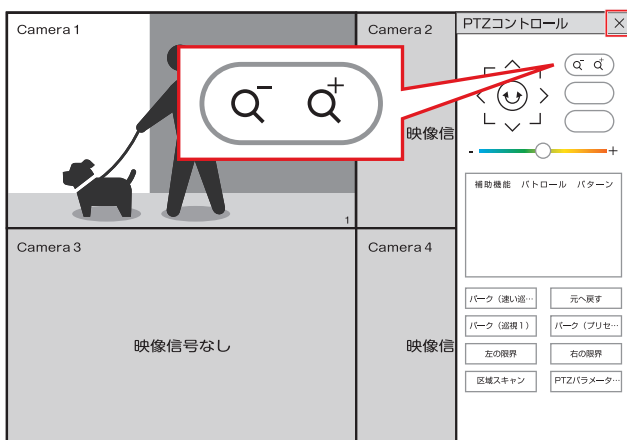 Camera 1
1
Camera 2
映像信
Camera 3
映像信号なし
Camera 4
映像信
PTZコントロール ×
- +
補助機能 パトロール パターン
パーク（速い巡… 元へ戻す
パーク（巡視1） パーク（プリセ…
左の限界 右の限界
区域スキャン PTZパラメータ…